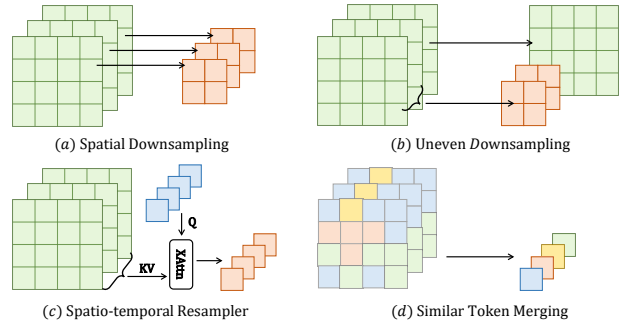 (a) Spatial Downsampling
(b) Uneven Downsampling
Q
KV
XAttn
(c) Spatio-temporal Resampler
(d) Similar Token Merging